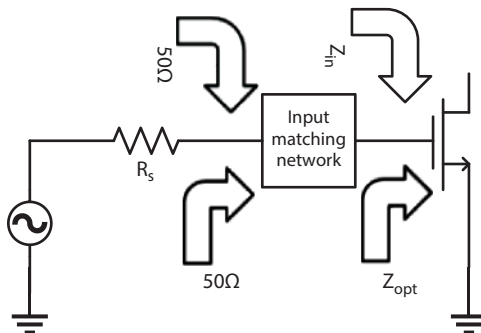 50Ω
Z_in
Input
matching
network
R_s
50Ω
Z_opt